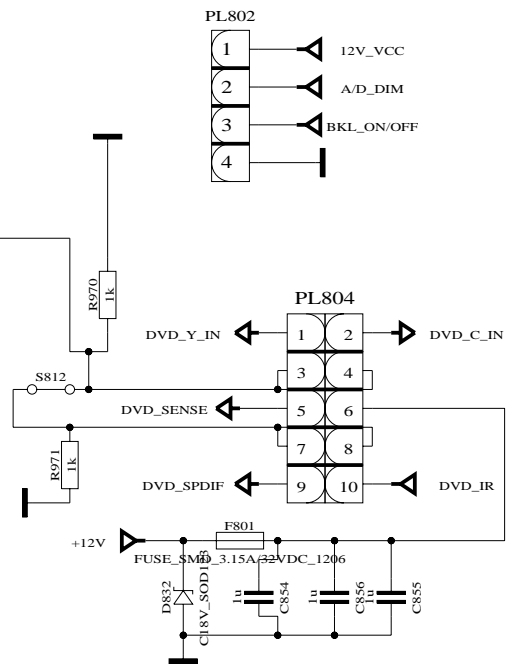 PL802
1
12V_VCC
2
A/D_DIM
3
BKL_ON/OFF
4
R970
1k
PL804
DVD_Y_IN
1
2
DVD_C_IN
3
4
S812
DVD_SENSE
5
6
7
8
R971
1k
DVD_SPDIF
9
10
DVD_IR
+12V
F801
FUSE_SMD_3.15A/32VDC_1206
D832
C18V_SOD123
1u
C854
1u
C856
1u
C855